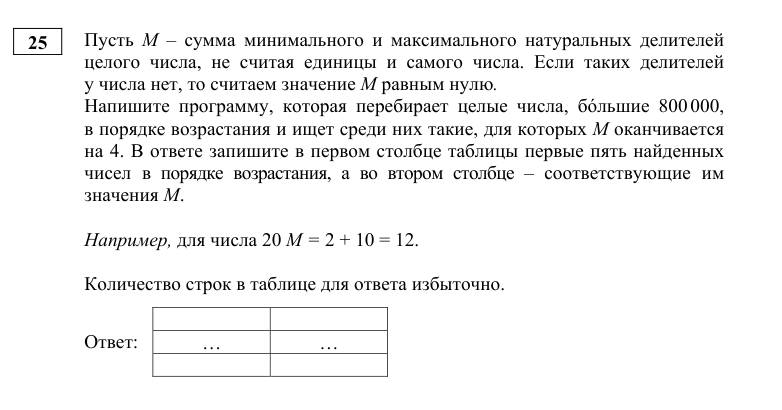 25
Пусть M – сумма минимального и максимального натуральных делителей
целого числа, не считая единицы и самого числа. Если таких делителей
у числа нет, то считаем значение M равным нулю.
Напишите программу, которая перебирает целые числа, бо́льшие 800 000,
в порядке возрастания и ищет среди них такие, для которых M оканчивается
на 4. В ответе запишите в первом столбце таблицы первые пять найденных
чисел в порядке возрастания, а во втором столбце – соответствующие им
значения M.
Например, для числа 20 M = 2 + 10 = 12.
Количество строк в таблице для ответа избыточно.
Ответ: … …